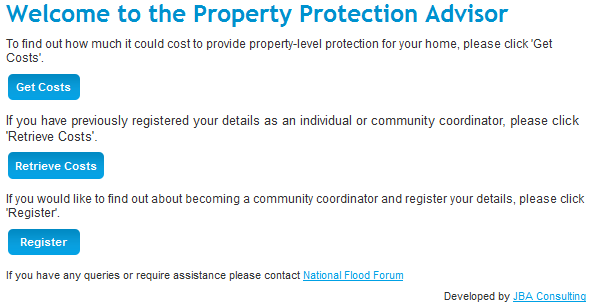 Welcome to the Property Protection Advisor
To find out how much it could cost to provide property-level protection for your home, please click 'Get
Costs'.
Get Costs
If you have previously registered your details as an individual or community coordinator, please click
'Retrieve Costs'.
Retrieve Costs
If you would like to find out about becoming a community coordinator and register your details, please click
'Register'.
Register
If you have any queries or require assistance please contact National Flood Forum
Developed by JBA Consulting